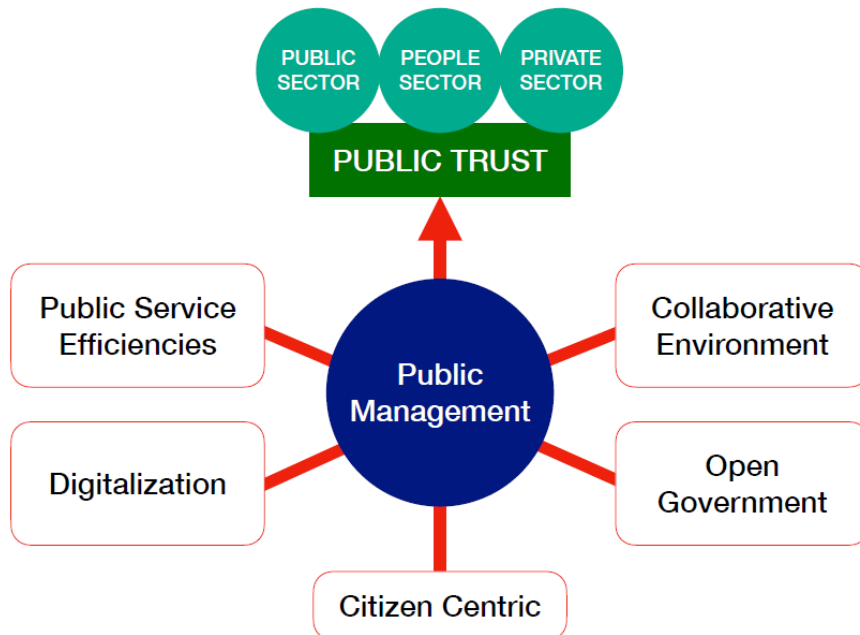 PUBLIC
SECTOR
PEOPLE
SECTOR
PRIVATE
SECTOR
PUBLIC TRUST
Public Service
Efficiencies
Collaborative
Environment
Public
Management
Digitalization
Open
Government
Citizen Centric